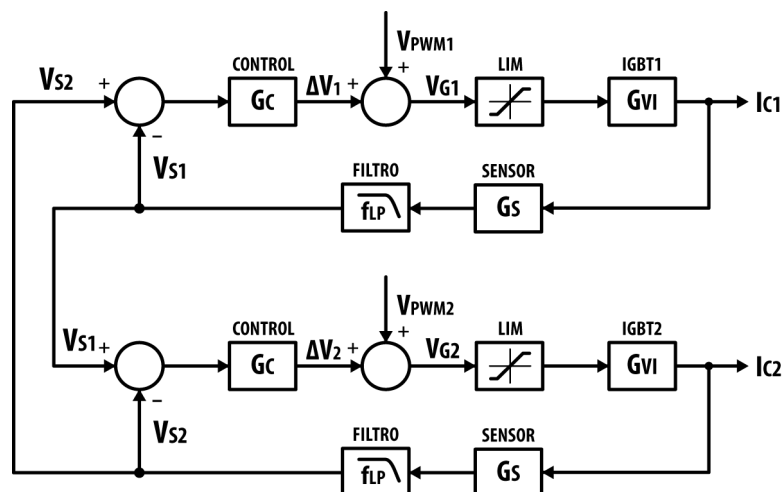 VPWM1
CONTROL
LIM
IGBT1
VS2
+
GC
ΔV1
+
+
VG1
GVI
IC1
−
VS1
FILTRO
SENSOR
fLP
GS
VPWM2
CONTROL
LIM
IGBT2
VS1
+
GC
ΔV2
+
+
VG2
GVI
IC2
−
VS2
FILTRO
SENSOR
fLP
GS